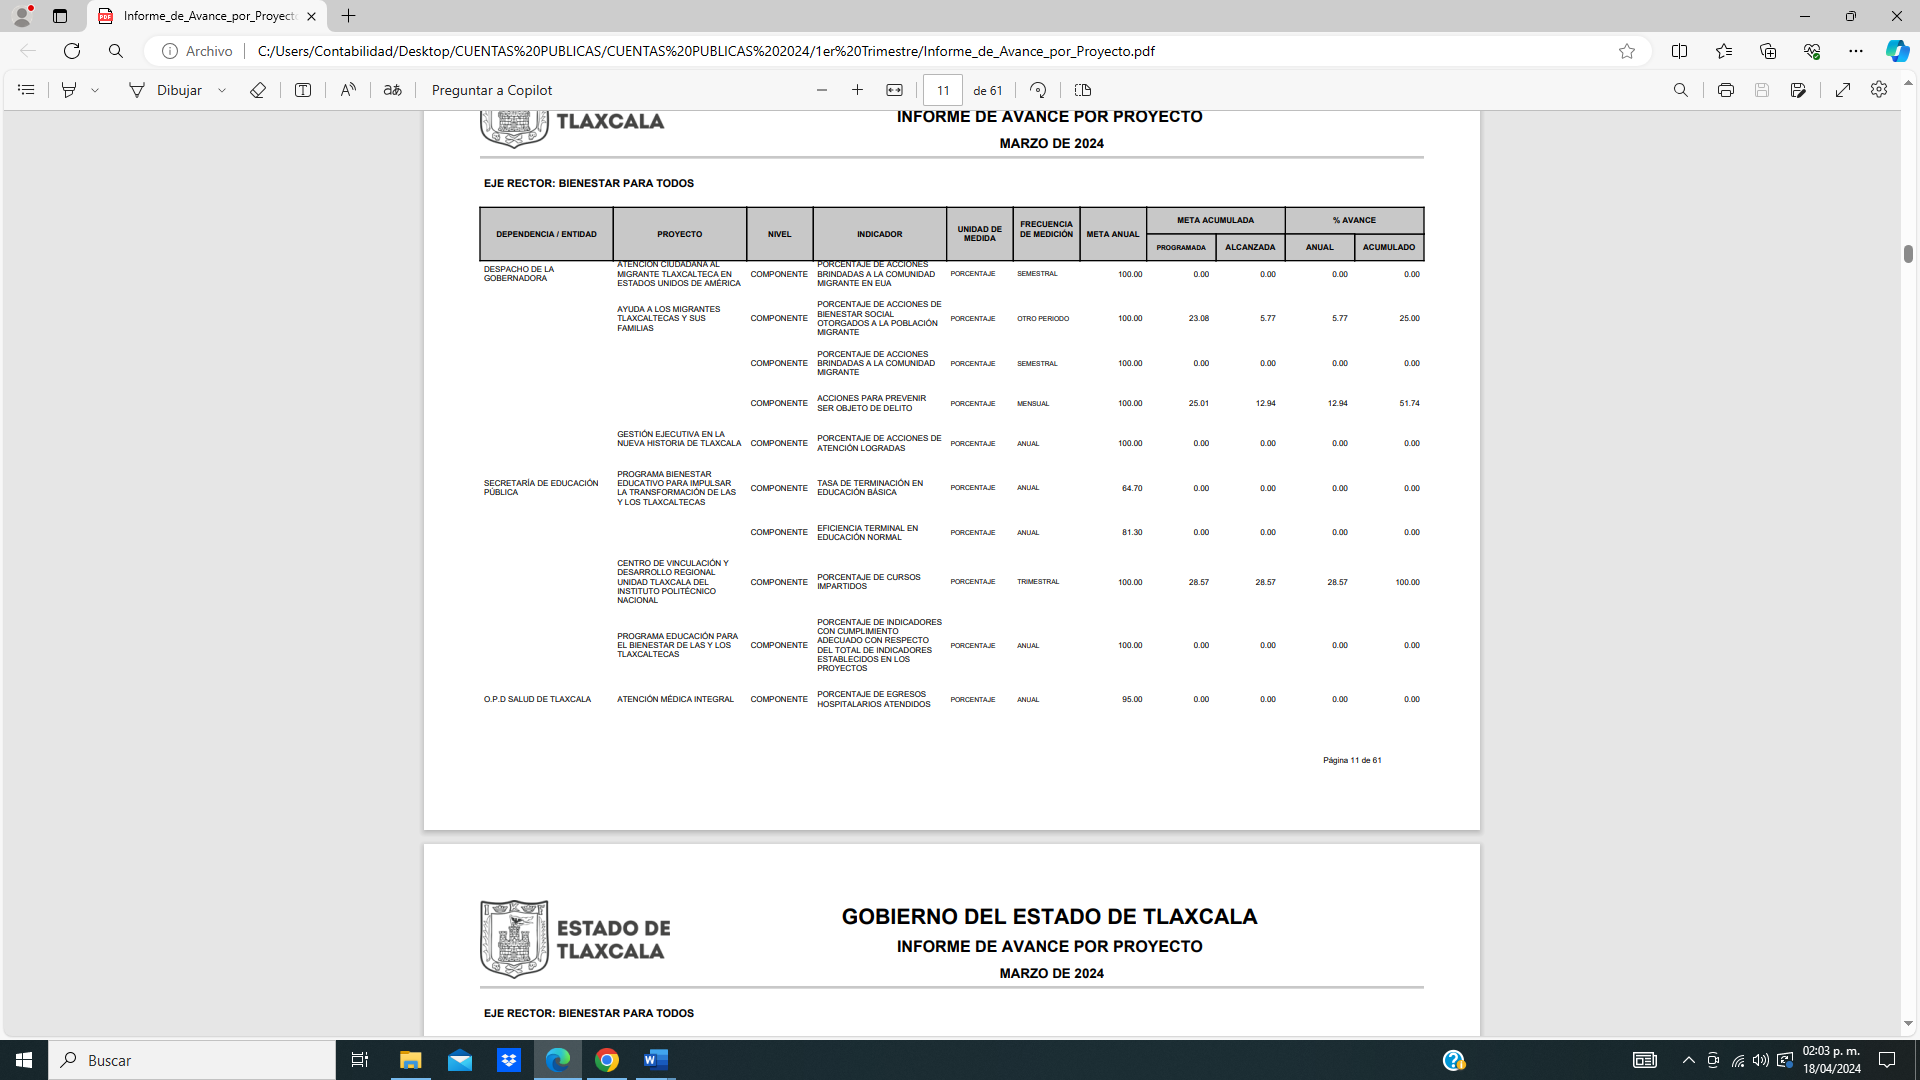 Informe_de_Avance_por_Proyecto
Archivo
C:/Users/Contabilidad/Desktop/CUENTAS%20PUBLICAS/CUENTAS%20PUBLICAS%202024/1er%20Trimestre/Informe_de_Avance_por_Proyecto.pdf
Dibujar
Preguntar a Copilot
11
de 61
TLAXCALA
INFORME DE AVANCE POR PROYECTO
MARZO DE 2024
EJE RECTOR: BIENESTAR PARA TODOS
DEPENDENCIA / ENTIDAD PROYECTO NIVEL INDICADOR UNIDAD DE MEDIDA FRECUENCIA DE MEDICIÓN META ANUAL META ACUMULADA % AVANCE
PROGRAMADA ALCANZADA ANUAL ACUMULADO
DESPACHO DE LA GOBERNADORA ATENCIÓN CIUDADANA AL MIGRANTE TLAXCALTECA EN ESTADOS UNIDOS DE AMÉRICA COMPONENTE PORCENTAJE DE ACCIONES BRINDADAS A LA COMUNIDAD MIGRANTE EN EUA PORCENTAJE SEMESTRAL 100.00 0.00 0.00 0.00 0.00
AYUDA A LOS MIGRANTES TLAXCALTECAS Y SUS FAMILIAS COMPONENTE PORCENTAJE DE ACCIONES DE BIENESTAR SOCIAL OTORGADOS A LA POBLACIÓN MIGRANTE PORCENTAJE OTRO PERIODO 100.00 23.08 5.77 5.77 25.00
COMPONENTE PORCENTAJE DE ACCIONES BRINDADAS A LA COMUNIDAD MIGRANTE PORCENTAJE SEMESTRAL 100.00 0.00 0.00 0.00 0.00
COMPONENTE ACCIONES PARA PREVENIR SER OBJETO DE DELITO PORCENTAJE MENSUAL 100.00 25.01 12.94 12.94 51.74
GESTIÓN EJECUTIVA EN LA NUEVA HISTORIA DE TLAXCALA COMPONENTE PORCENTAJE DE ACCIONES DE ATENCIÓN LOGRADAS PORCENTAJE ANUAL 100.00 0.00 0.00 0.00 0.00
SECRETARÍA DE EDUCACIÓN PÚBLICA PROGRAMA BIENESTAR EDUCATIVO PARA IMPULSAR LA TRANSFORMACIÓN DE LAS Y LOS TLAXCALTECAS COMPONENTE TASA DE TERMINACIÓN EN EDUCACIÓN BÁSICA PORCENTAJE ANUAL 64.70 0.00 0.00 0.00 0.00
COMPONENTE EFICIENCIA TERMINAL EN EDUCACIÓN NORMAL PORCENTAJE ANUAL 81.30 0.00 0.00 0.00 0.00
CENTRO DE VINCULACIÓN Y DESARROLLO REGIONAL UNIDAD TLAXCALA DEL INSTITUTO POLITÉCNICO NACIONAL COMPONENTE PORCENTAJE DE CURSOS IMPARTIDOS PORCENTAJE TRIMESTRAL 100.00 28.57 28.57 28.57 100.00
PROGRAMA EDUCACIÓN PARA EL BIENESTAR DE LAS Y LOS TLAXCALTECAS COMPONENTE PORCENTAJE DE INDICADORES CON CUMPLIMIENTO ADECUADO CON RESPECTO DEL TOTAL DE INDICADORES ESTABLECIDOS EN LOS PROYECTOS PORCENTAJE ANUAL 100.00 0.00 0.00 0.00 0.00
O.P.D SALUD DE TLAXCALA ATENCIÓN MÉDICA INTEGRAL COMPONENTE PORCENTAJE DE EGRESOS HOSPITALARIOS ATENDIDOS PORCENTAJE ANUAL 95.00 0.00 0.00 0.00 0.00
Página 11 de 61
ESTADO DE
TLAXCALA
GOBIERNO DEL ESTADO DE TLAXCALA
INFORME DE AVANCE POR PROYECTO
MARZO DE 2024
EJE RECTOR: BIENESTAR PARA TODOS
Buscar
02:03 p. m.
18/04/2024